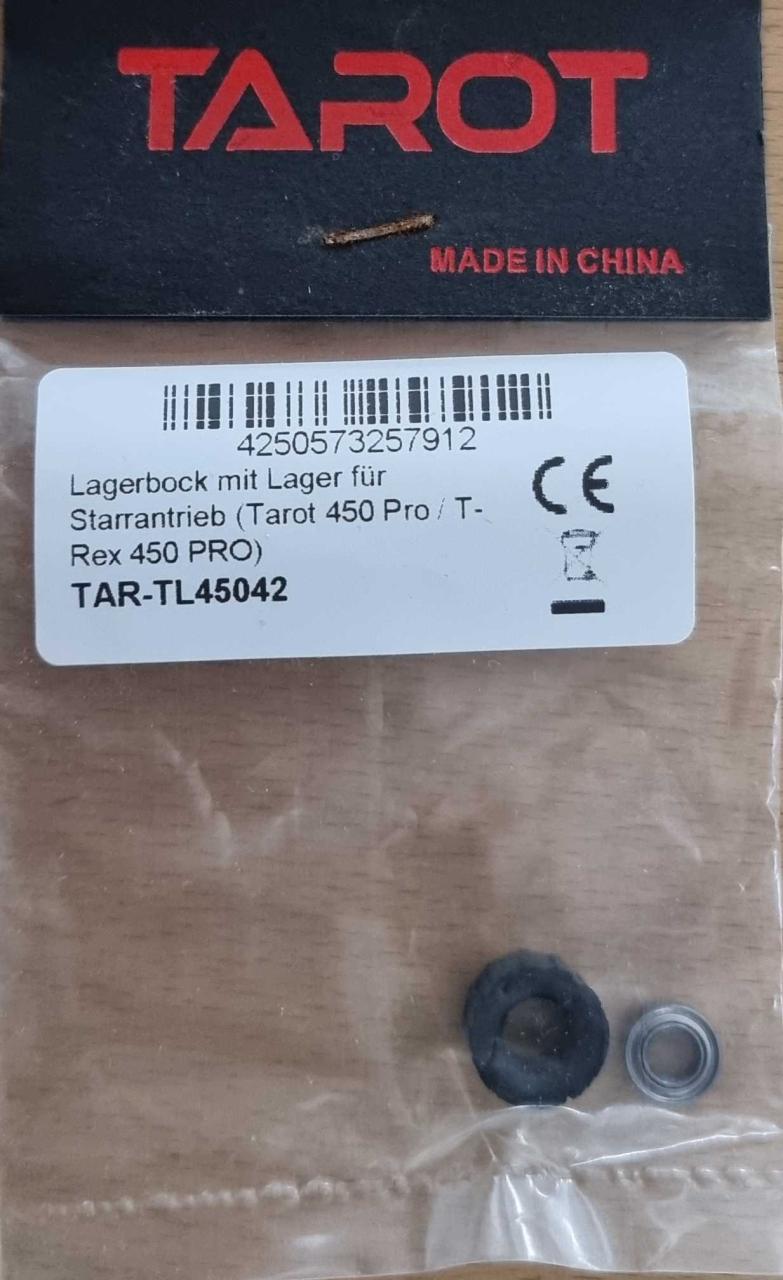 TAROT
MADE IN CHINA
4250573257912
Lagerbock mit Lager für
Starrantrieb (Tarot 450 Pro / T-
Rex 450 PRO)
TAR-TL45042
CE